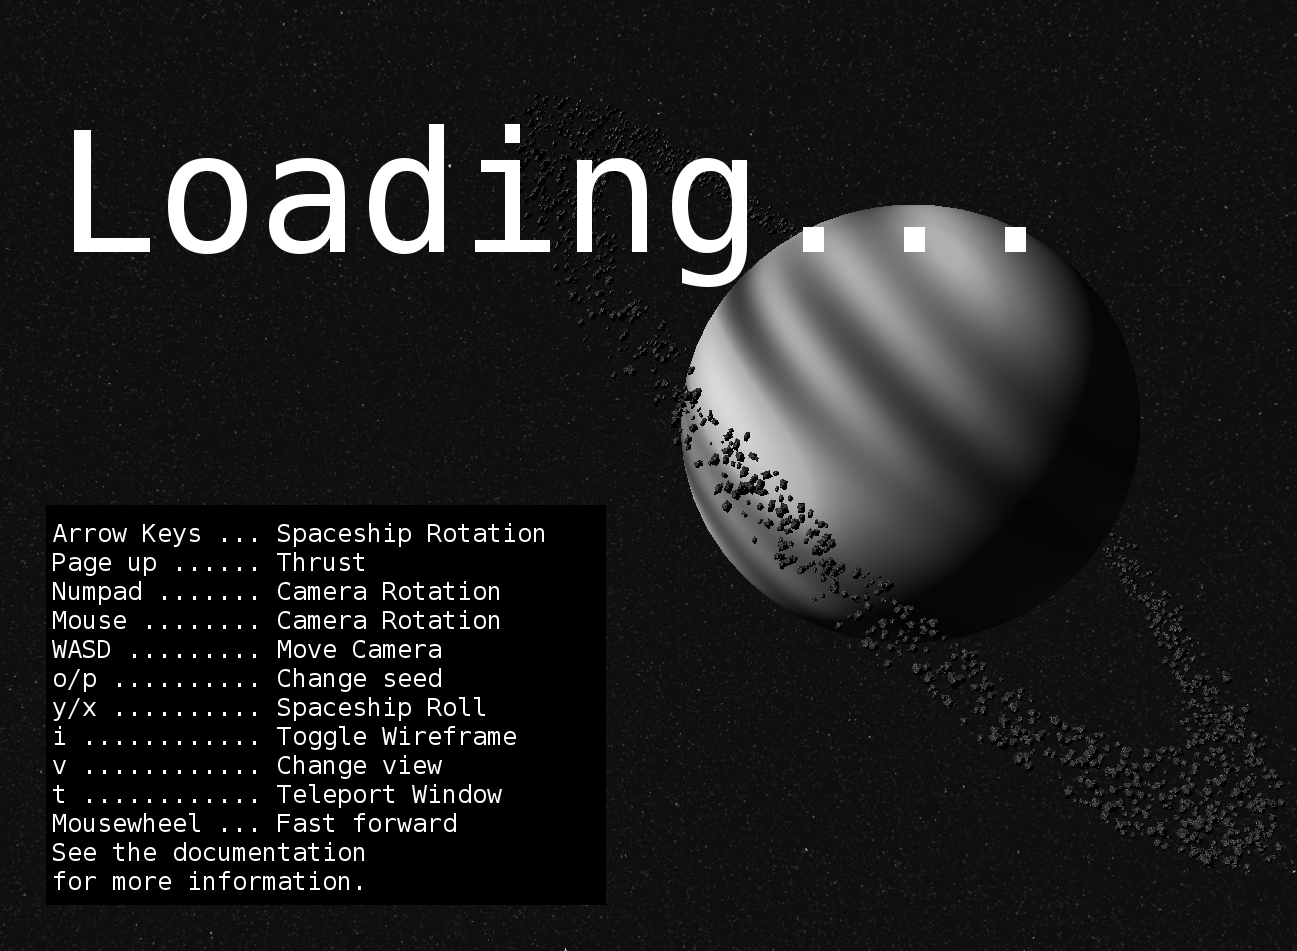 Loading...
Arrow Keys ... Spaceship Rotation
Page up ...... Thrust
Numpad ....... Camera Rotation
Mouse ........ Camera Rotation
WASD ......... Move Camera
o/p .......... Change seed
y/x .......... Spaceship Roll
i ............ Toggle Wireframe
v ............ Change view
t ............ Teleport Window
Mousewheel ... Fast forward
See the documentation
for more information.